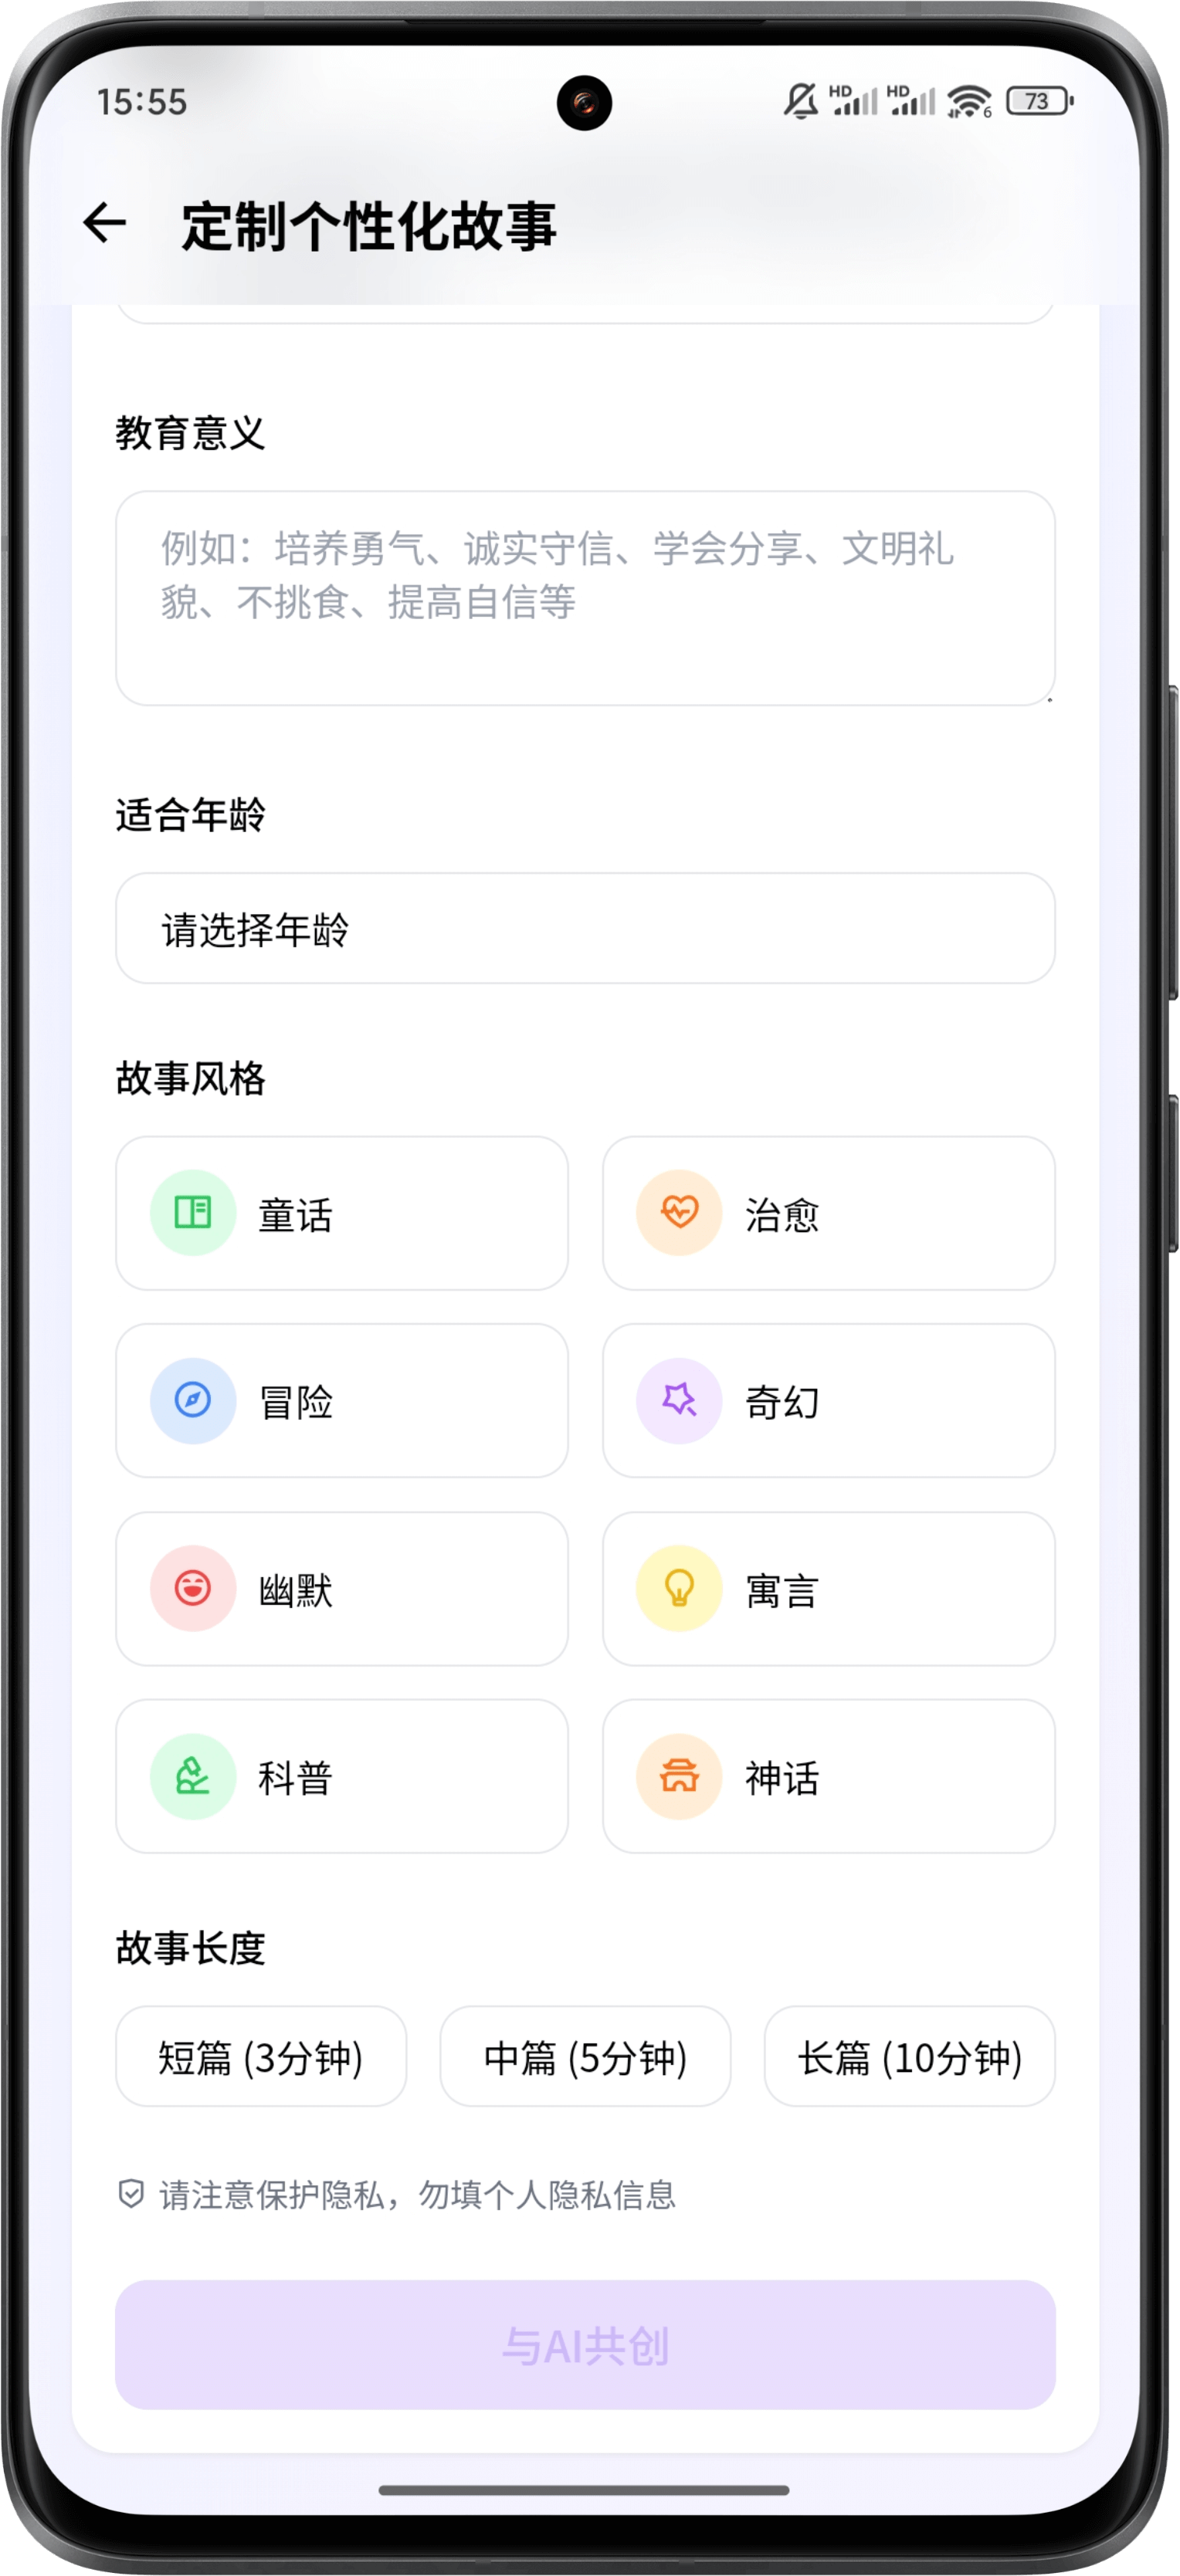 15:55
HD HD 6 73
定制个性化故事
教育意义
例如：培养勇气、诚实守信、学会分享、文明礼
貌、不挑食、提高自信等
适合年龄
请选择年龄
故事风格
童话
治愈
冒险
奇幻
幽默
寓言
科普
神话
故事长度
短篇 (3分钟)
中篇 (5分钟)
长篇 (10分钟)
请注意保护隐私，勿填个人隐私信息
与AI共创